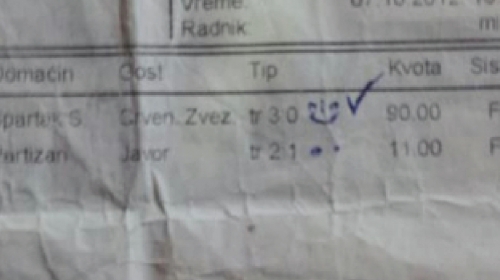 Vreme:
Radnik
Domaćin Gost Tip Kvota Sis
Spartak S Crven. Zvez tr 3 0 90.00 F
Partizan Javor tr 2 1 11.00 F